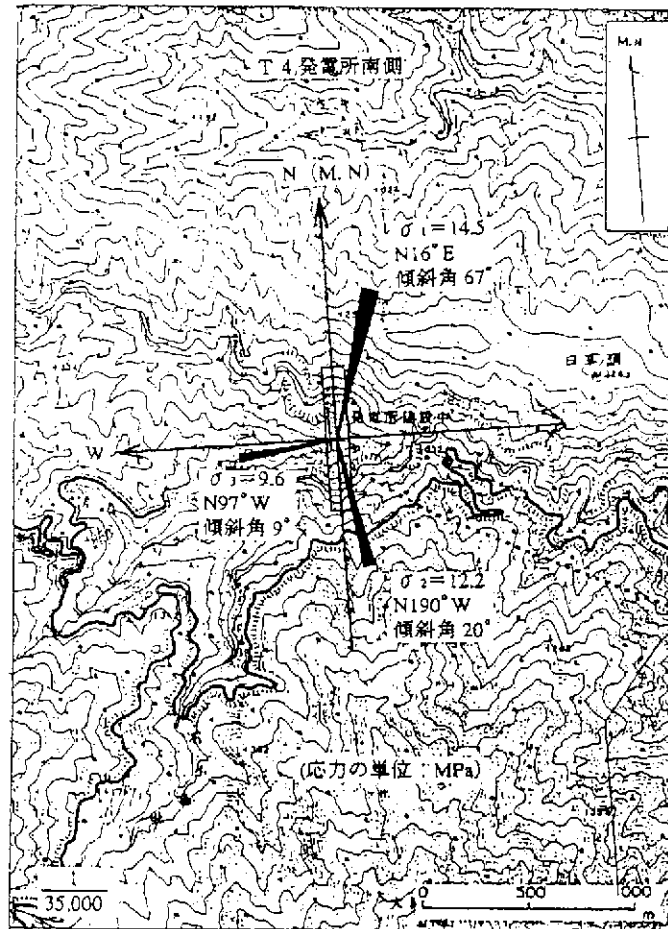 T 4 発電所南側
M.N
N (M.N)
σ₁=14.5
N16°E
傾斜角 67°
発電所建設中
W
σ₃=9.6
N97°W
傾斜角 9°
σ₂=12.2
N190°W
傾斜角 20°
(応力の単位：MPa)
1
35,000
0
500
m